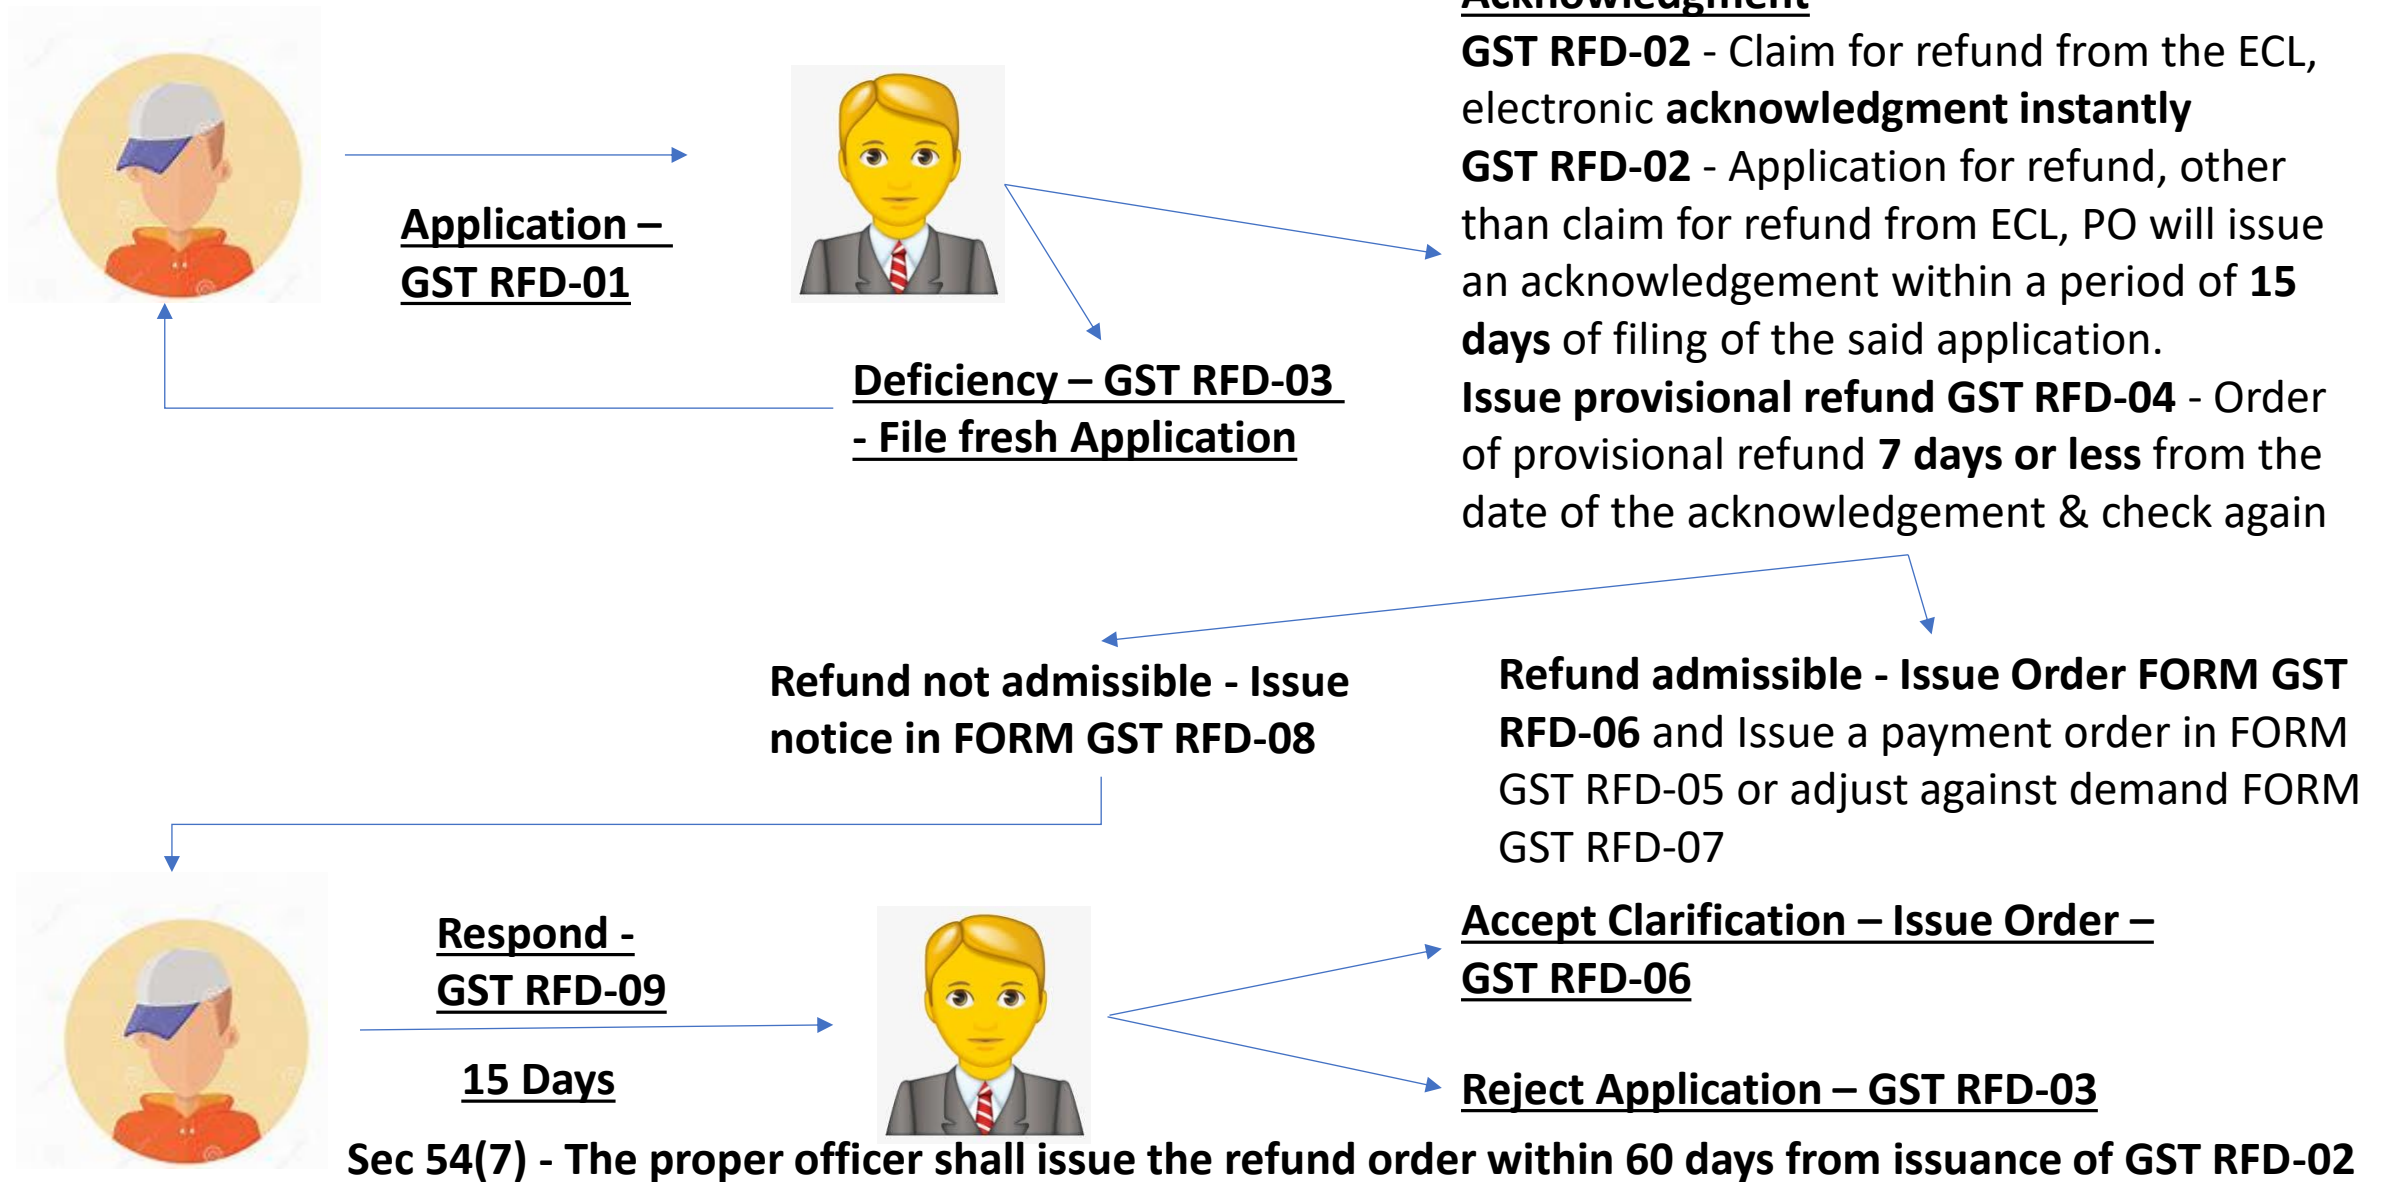 Acknowledgment
GST RFD-02 - Claim for refund from the ECL,
electronic acknowledgment instantly
GST RFD-02 - Application for refund, other
than claim for refund from ECL, PO will issue
an acknowledgement within a period of 15
days of filing of the said application.
Issue provisional refund GST RFD-04 - Order
of provisional refund 7 days or less from the
date of the acknowledgement & check again
Application –
GST RFD-01
Deficiency – GST RFD-03
- File fresh Application
Refund not admissible - Issue
notice in FORM GST RFD-08
Refund admissible - Issue Order FORM GST
RFD-06 and Issue a payment order in FORM
GST RFD-05 or adjust against demand FORM
GST RFD-07
Respond -
GST RFD-09
15 Days
Accept Clarification – Issue Order –
GST RFD-06
Reject Application – GST RFD-03
Sec 54(7) - The proper officer shall issue the refund order within 60 days from issuance of GST RFD-02